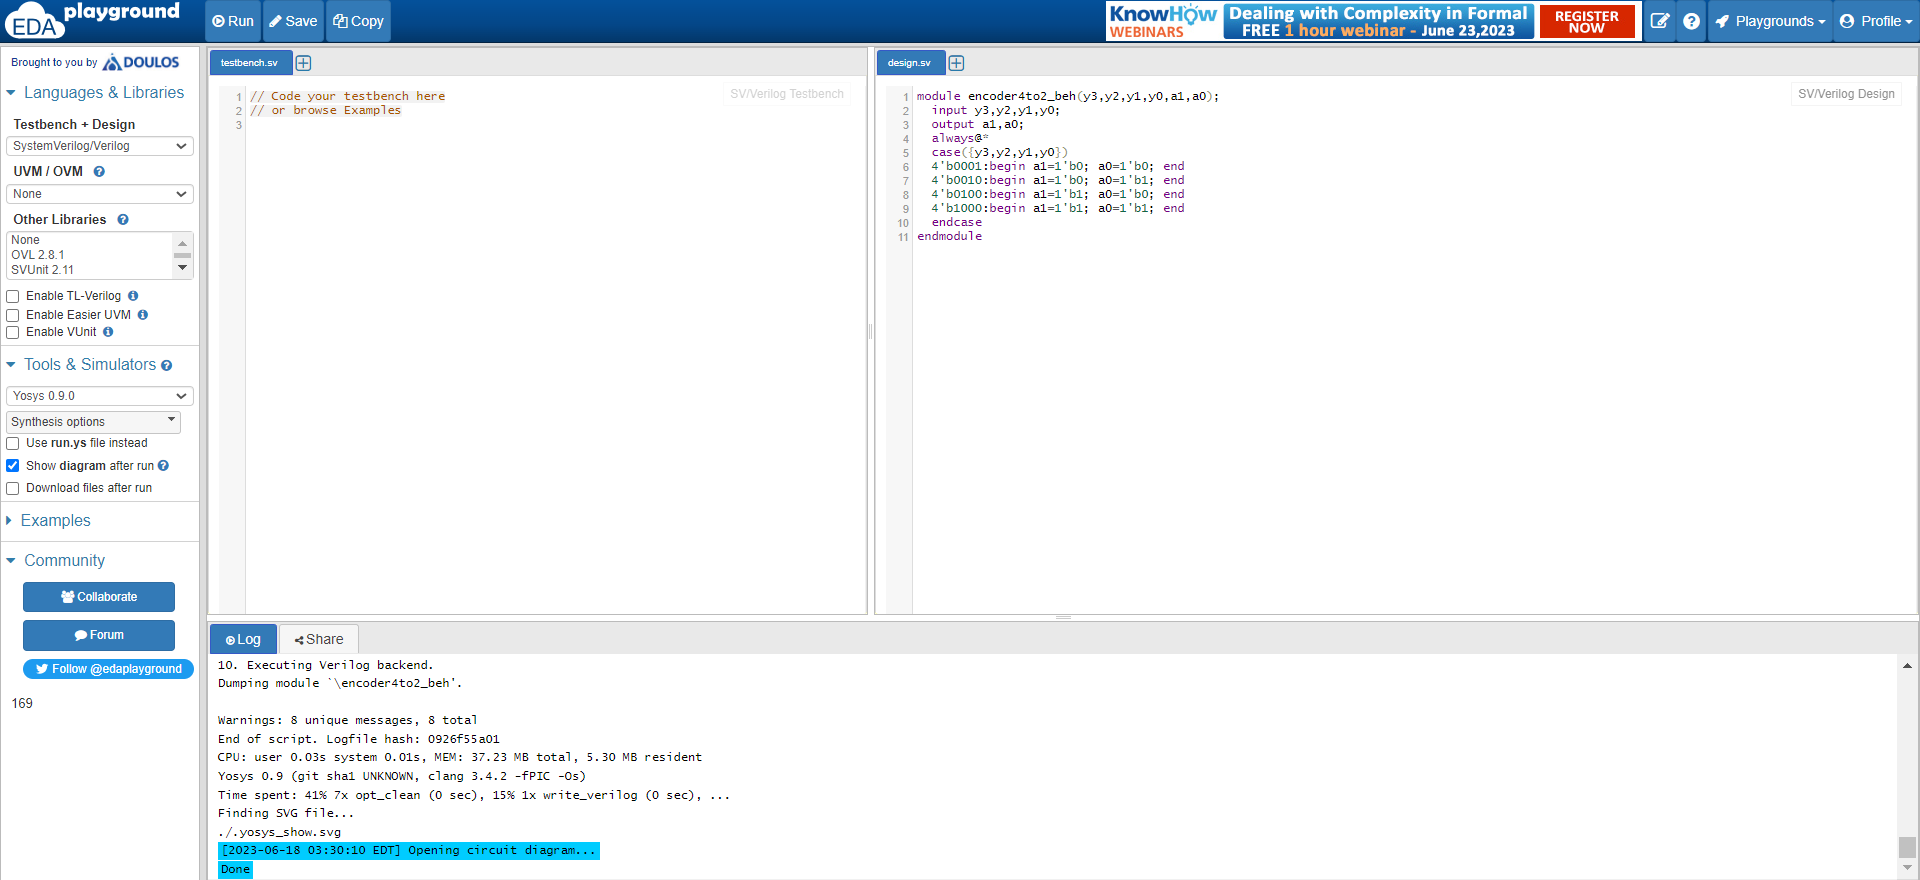 EDA playground
Run
Save
Copy
KnowHow WEBINARS
Dealing with Complexity in Formal
FREE 1 hour webinar - June 23,2023
REGISTER NOW
Playgrounds
Profile
Brought to you by DOULOS
Languages & Libraries
Testbench + Design
SystemVerilog/Verilog
UVM / OVM
None
Other Libraries
None
OVL 2.8.1
SVUnit 2.11
Enable TL-Verilog
Enable Easier UVM
Enable VUnit
Tools & Simulators
Yosys 0.9.0
Synthesis options
Use run.ys file instead
Show diagram after run
Download files after run
Examples
Community
Collaborate
Forum
Follow @edaplayground
169
testbench.sv
SV/Verilog Testbench
1 // Code your testbench here
2 // or browse Examples
3
design.sv
SV/Verilog Design
1 module encoder4to2_beh(y3,y2,y1,y0,a1,a0);
2 input y3,y2,y1,y0;
3 output a1,a0;
4 always@*
5 case({y3,y2,y1,y0})
6 4'b0001:begin a1=1'b0; a0=1'b0; end
7 4'b0010:begin a1=1'b0; a0=1'b1; end
8 4'b0100:begin a1=1'b1; a0=1'b0; end
9 4'b1000:begin a1=1'b1; a0=1'b1; end
10 endcase
11 endmodule
Log
Share
10. Executing Verilog backend.
Dumping module `\encoder4to2_beh'.
Warnings: 8 unique messages, 8 total
End of script. Logfile hash: 0926f55a01
CPU: user 0.03s system 0.01s, MEM: 37.23 MB total, 5.30 MB resident
Yosys 0.9 (git sha1 UNKNOWN, clang 3.4.2 -fPIC -Os)
Time spent: 41% 7x opt_clean (0 sec), 15% 1x write_verilog (0 sec), ...
Finding SVG file...
./.yosys_show.svg
[2023-06-18 03:30:10 EDT] Opening circuit diagram...
Done